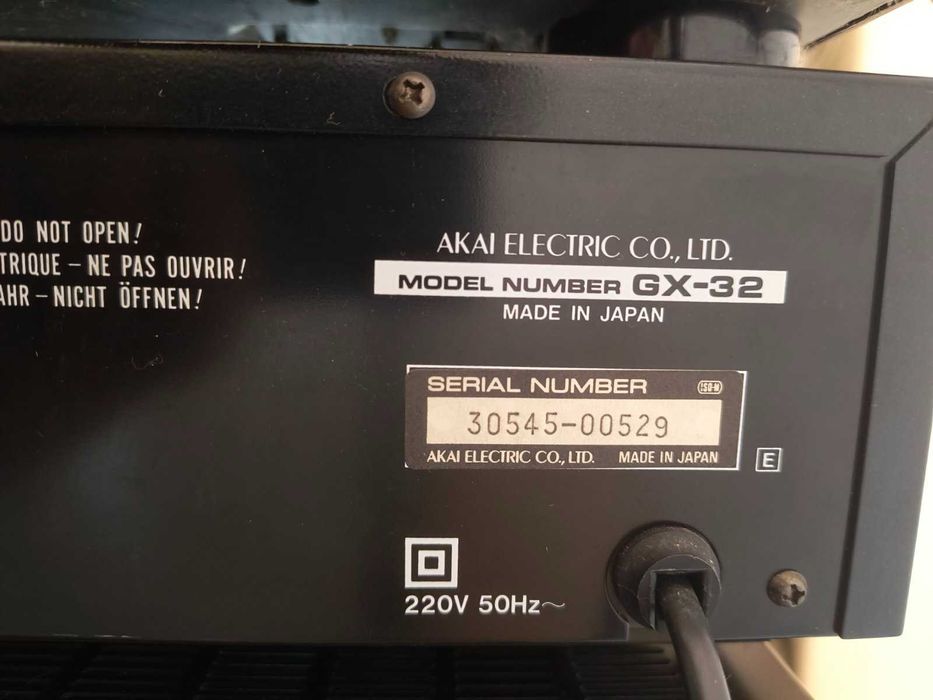 DO NOT OPEN!
TRIQUE – NE PAS OUVRIR!
AHR – NICHT ÖFFNEN!
AKAI ELECTRIC CO., LTD.
MODEL NUMBER GX-32
MADE IN JAPAN
SERIAL NUMBER
30545-00529
AKAI ELECTRIC CO., LTD. MADE IN JAPAN
E
220V 50Hz~